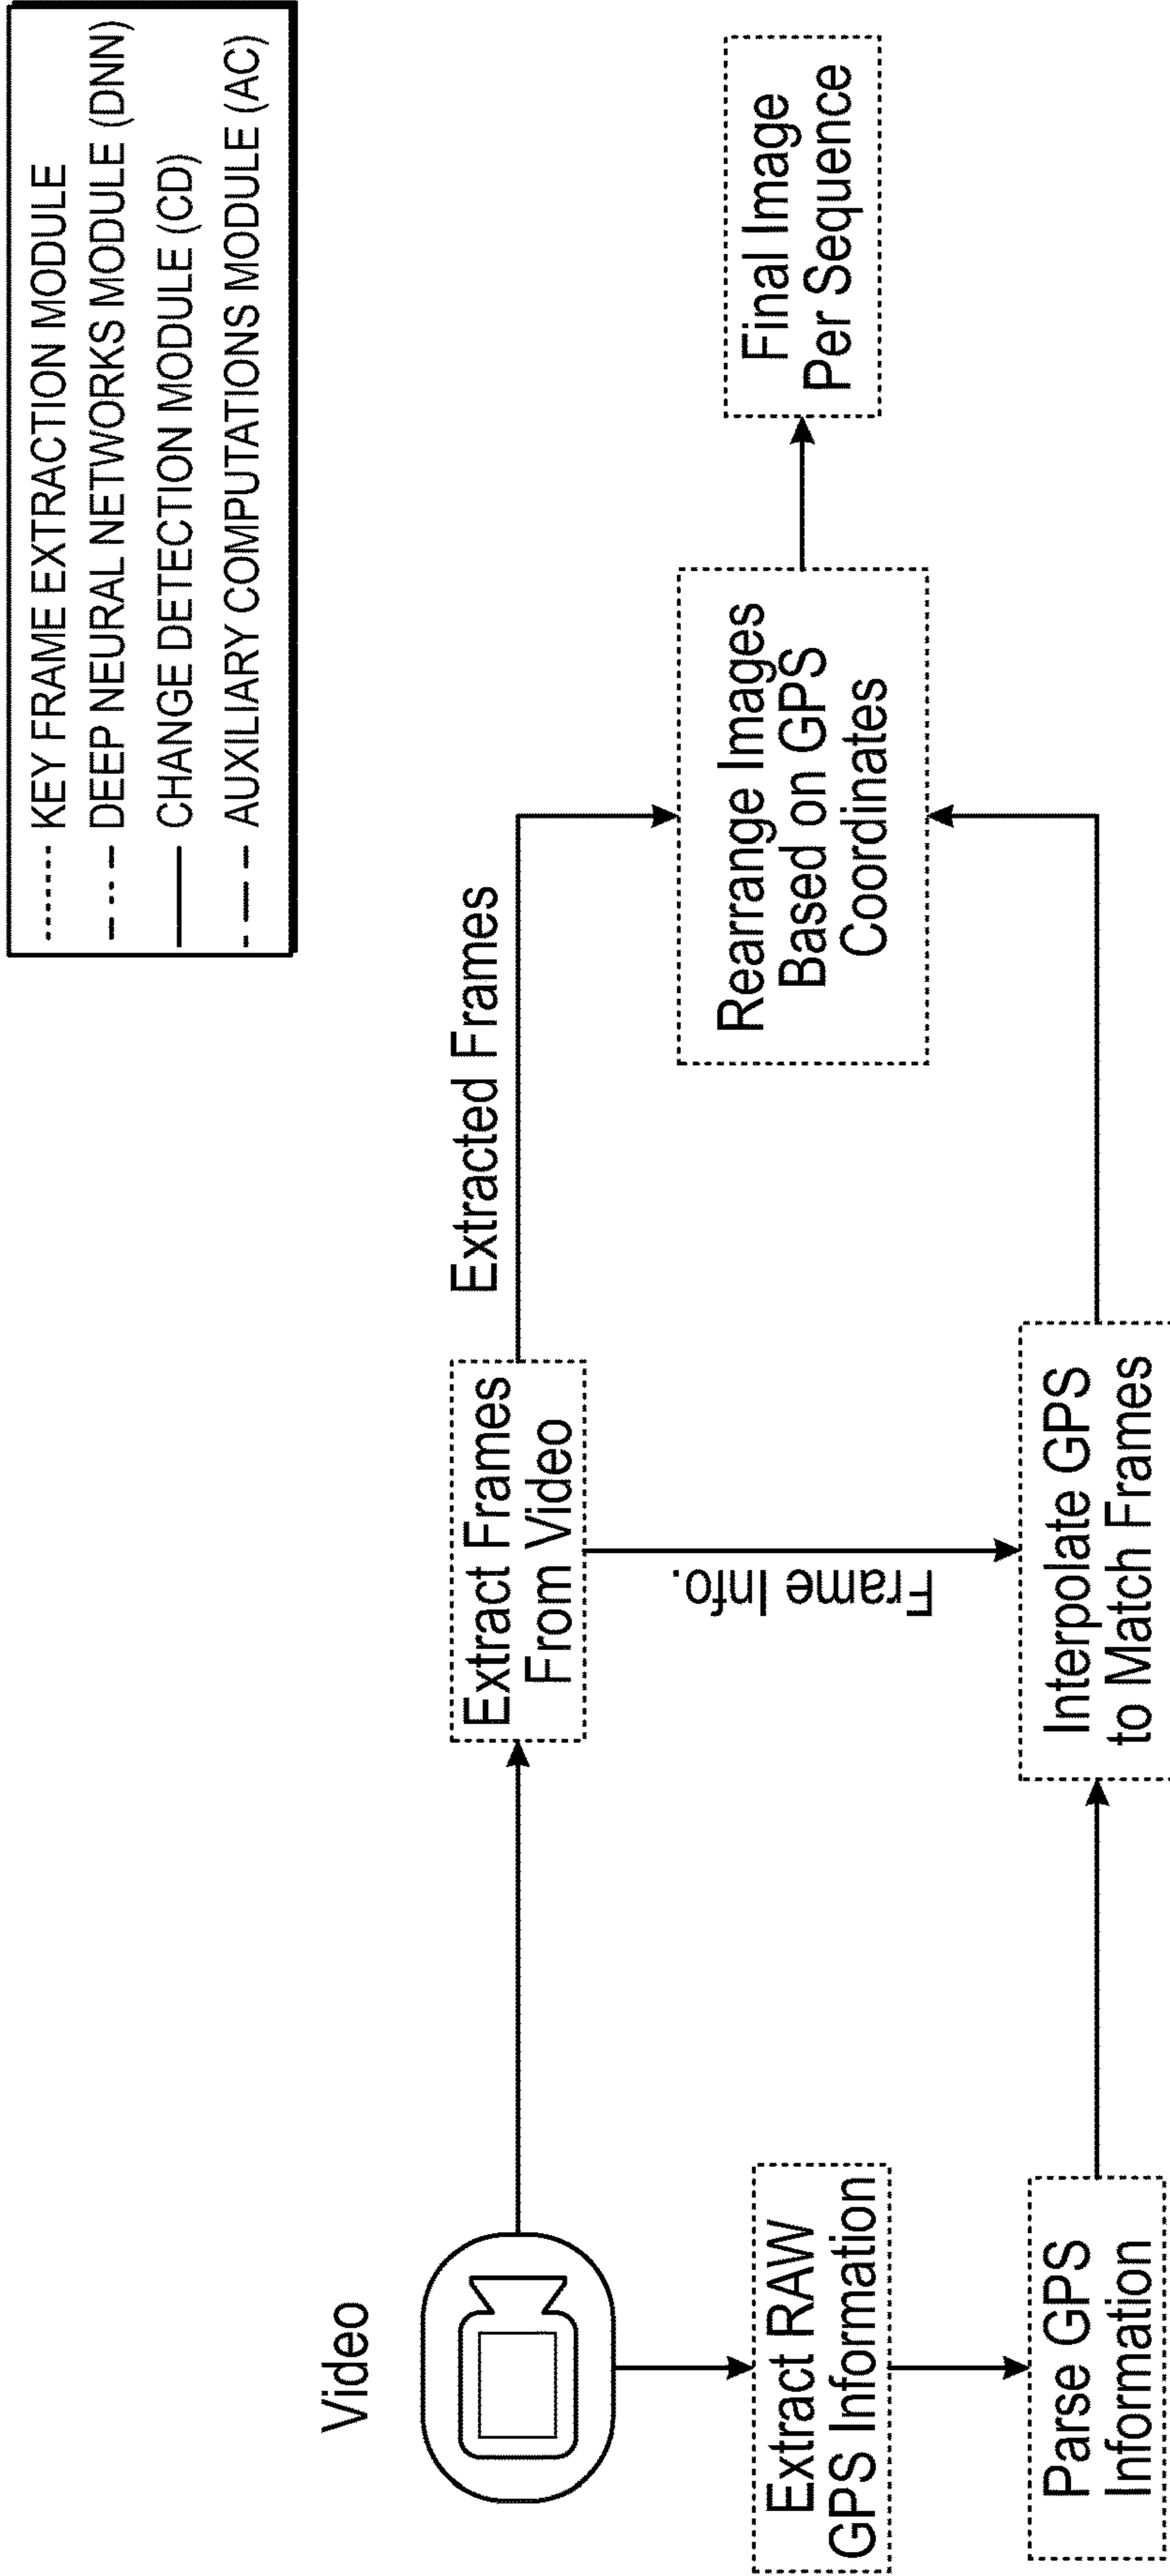 KEY FRAME EXTRACTION MODULE
DEEP NEURAL NETWORKS MODULE (DNN)
CHANGE DETECTION MODULE (CD)
AUXILIARY COMPUTATIONS MODULE (AC)
Video
Extract Frames
From Video
Extracted Frames
Frame Info.
Extract RAW
GPS Information
Parse GPS
Information
Interpolate GPS
to Match Frames
Rearrange Images
Based on GPS
Coordinates
Final Image
Per Sequence